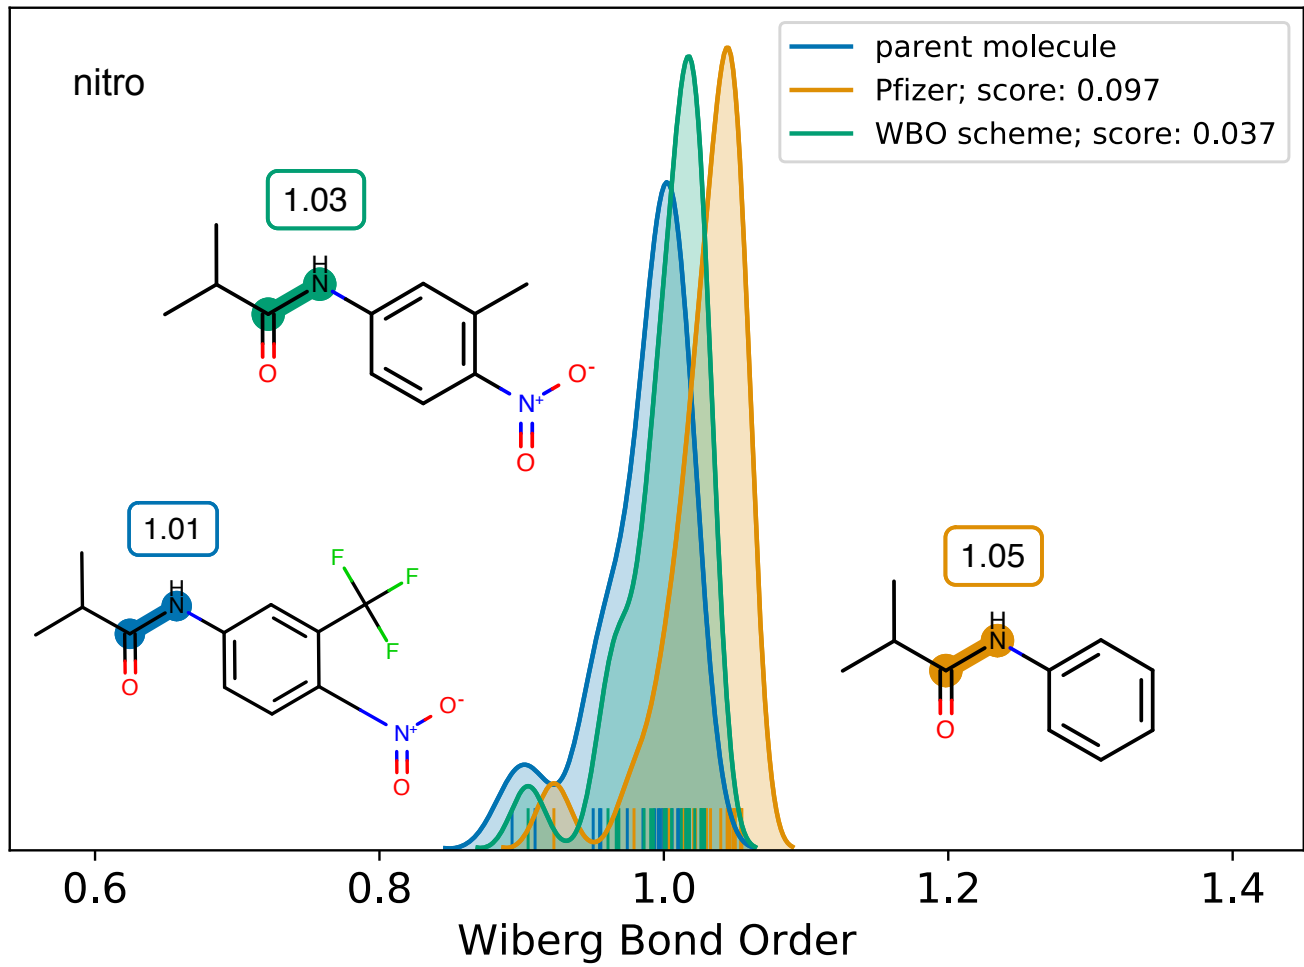 nitro
parent molecule
Pfizer; score: 0.097
WBO scheme; score: 0.037
1.03
H
N
O
O-
N+
O
1.01
H
N
O
F
F
F
O-
N+
O
1.05
H
N
O
0.6 0.8 1.0 1.2 1.4
Wiberg Bond Order